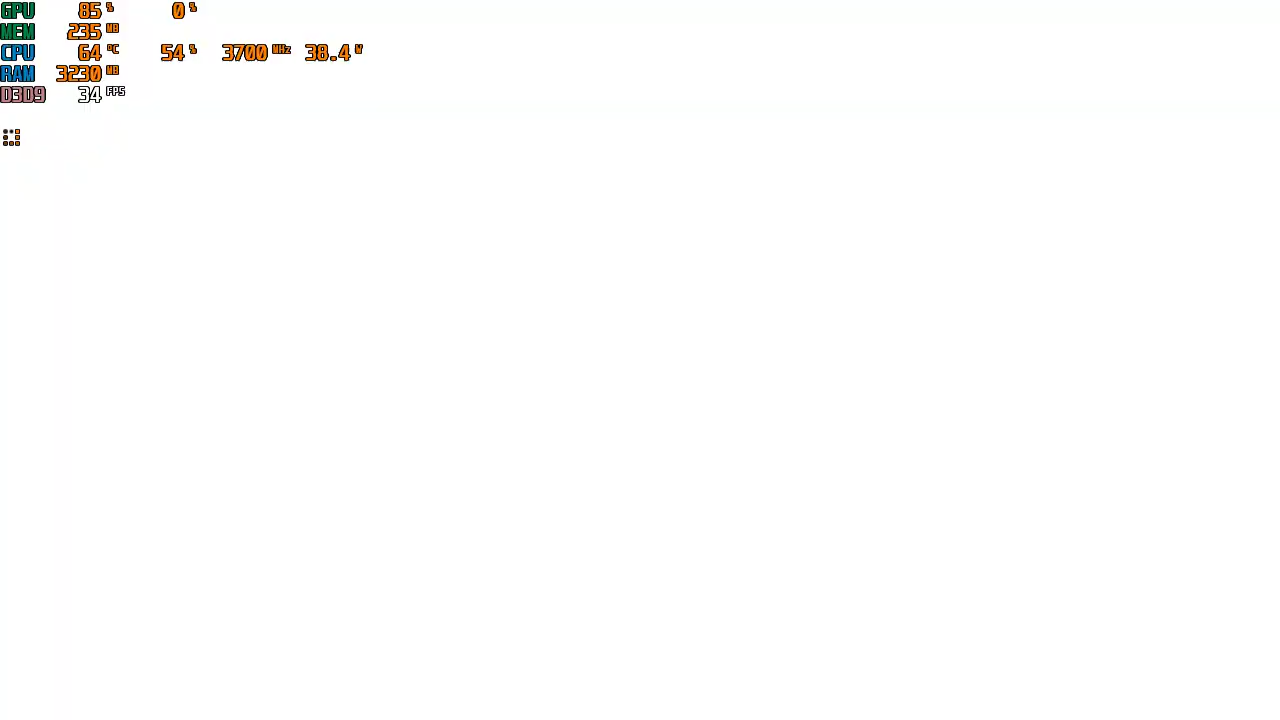 GPU 85 % 0 %
MEM 235 MB
CPU 64 °C 54 % 3700 MHz 38.4 W
RAM 3230 MB
D3D9 34 FPS